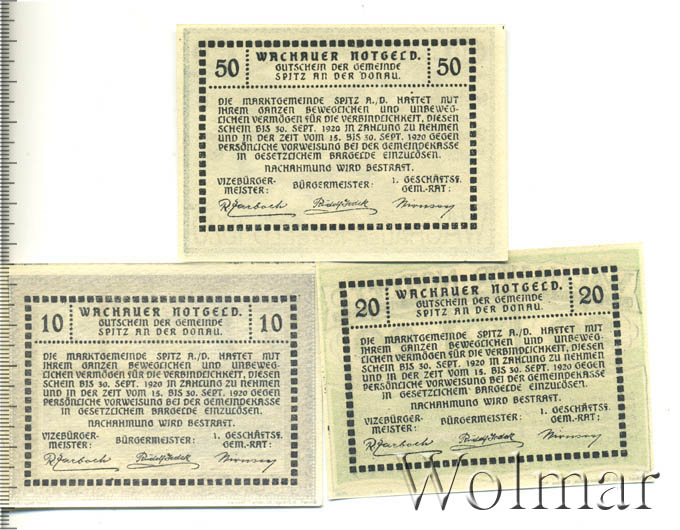 50 WACHAUER NOTGELD. 50
GUTSCHEIN DER GEMEINDE
SPITZ AN DER DONAU.
DIE MARKTGEMEINDE SPITZ A./D. HAFTET MIT
IHREM GANZEN BEWEGLICHEN UND UNBEWEG-
LICHEN VERMÖGEN FÜR DIE VERBINDLICHKEIT, DIESEN
SCHEIN BIS 30. SEPT. 1920 IN ZAHLUNG ZU NEHMEN
UND IN DER ZEIT VOM 15. BIS 30. SEPT. 1920 GEGEN
PERSÖNLICHE VORWEISUNG BEI DER GEMEINDEKASSE
IN GESETZLICHEM BARGELDE EINZULÖSEN.
NACHAHMUNG WIRD BESTRAFT.
VIZEBÜRGER- 1. GESCHÄFTSF.
MEISTER: BÜRGERMEISTER: GEM.-RAT:
10 WACHAUER NOTGELD. 10
GUTSCHEIN DER GEMEINDE
SPITZ AN DER DONAU.
DIE MARKTGEMEINDE SPITZ A./D. HAFTET MIT
IHREM GANZEN BEWEGLICHEN UND UNBEWEG-
LICHEN VERMÖGEN FÜR DIE VERBINDLICHKEIT, DIESEN
SCHEIN BIS 30. SEPT. 1920 IN ZAHLUNG ZU NEHMEN
UND IN DER ZEIT VOM 15. BIS 30. SEPT. 1920 GEGEN
PERSÖNLICHE VORWEISUNG BEI DER GEMEINDEKASSE
IN GESETZLICHEM BARGELDE EINZULÖSEN.
NACHAHMUNG WIRD BESTRAFT.
VIZEBÜRGER- 1. GESCHÄFTSF.
MEISTER: BÜRGERMEISTER: GEM.-RAT:
20 WACHAUER NOTGELD. 20
GUTSCHEIN DER GEMEINDE
SPITZ AN DER DONAU.
DIE MARKTGEMEINDE SPITZ A./D. HAFTET MIT
IHREM GANZEN BEWEGLICHEN UND UNBEWEG-
LICHEN VERMÖGEN FÜR DIE VERBINDLICHKEIT, DIESEN
SCHEIN BIS 30. SEPT. 1920 IN ZAHLUNG ZU NEHMEN
UND IN DER ZEIT VOM 15. BIS 30. SEPT. 1920 GEGEN
PERSÖNLICHE VORWEISUNG BEI DER GEMEINDEKASSE
IN GESETZLICHEM BARGELDE EINZULÖSEN.
NACHAHMUNG WIRD BESTRAFT.
VIZEBÜRGER- 1. GESCHÄFTSF.
MEISTER: BÜRGERMEISTER: GEM.-RAT:
Wolmar